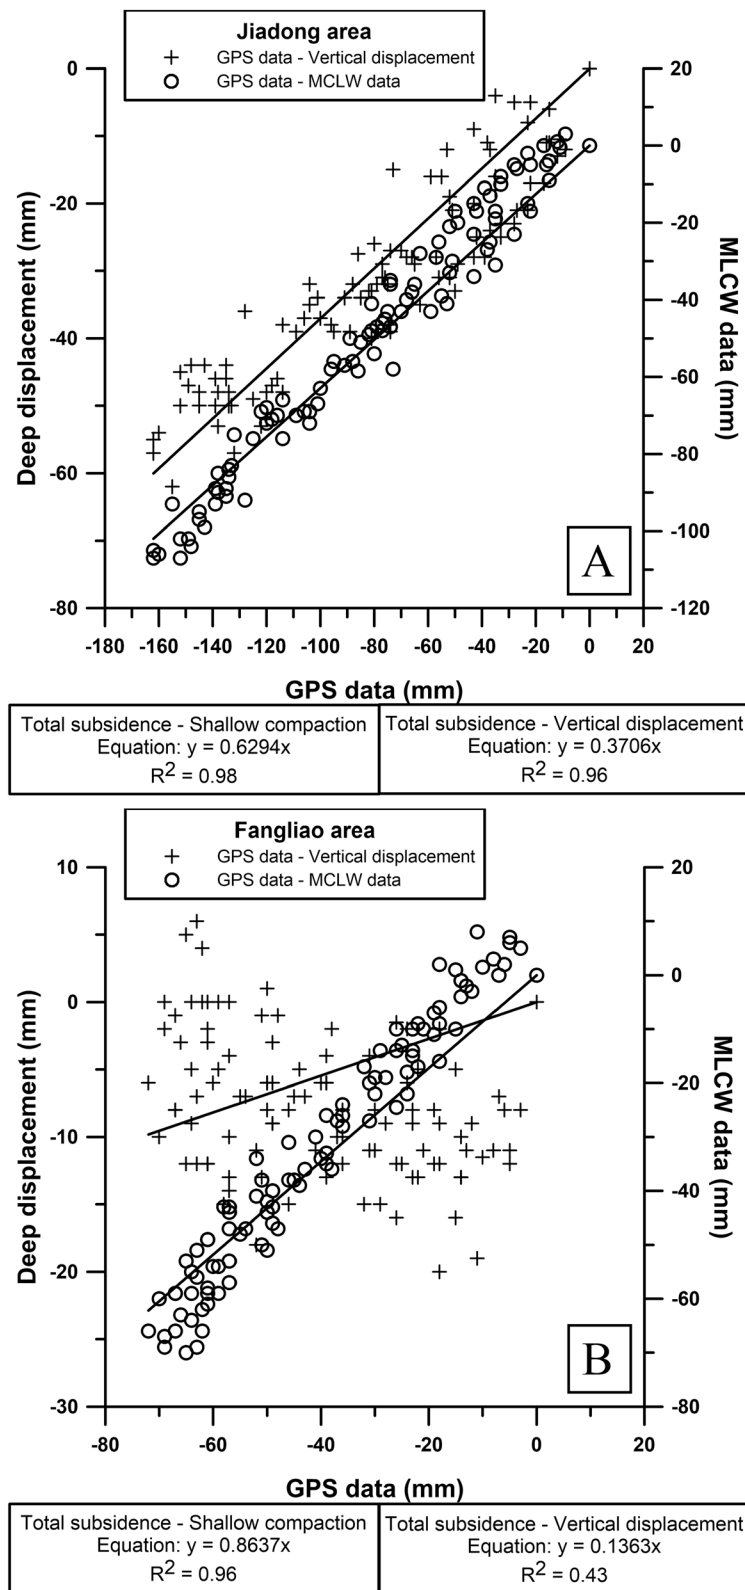 Jiadong area
GPS data - Vertical displacement
GPS data - MCLW data
0
-20
-40
-60
-80
Deep displacement (mm)
20
0
-20
-40
-60
-80
-100
-120
MLCW data (mm)
A
-180 -160 -140 -120 -100 -80 -60 -40 -20 0 20
GPS data (mm)
Total subsidence - Shallow compaction
Equation: y = 0.6294x
R2 = 0.98
Total subsidence - Vertical displacement
Equation: y = 0.3706x
R2 = 0.96
Fangliao area
GPS data - Vertical displacement
GPS data - MCLW data
10
0
-10
-20
-30
Deep displacement (mm)
20
0
-20
-40
-60
-80
MLCW data (mm)
B
-80 -60 -40 -20 0 20
GPS data (mm)
Total subsidence - Shallow compaction
Equation: y = 0.8637x
R2 = 0.96
Total subsidence - Vertical displacement
Equation: y = 0.1363x
R2 = 0.43